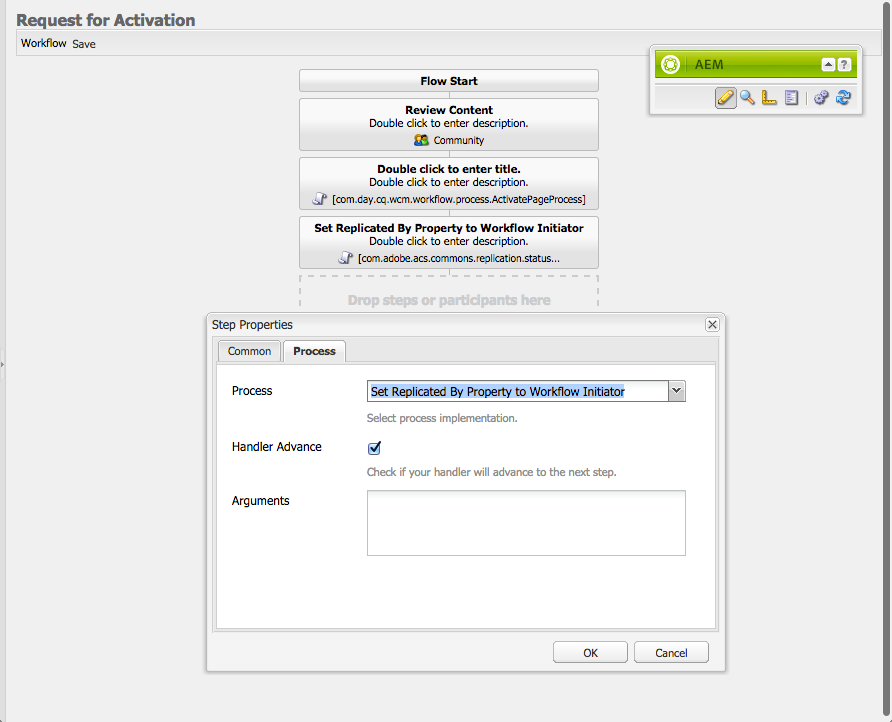 Request for Activation
Workflow Save
AEM
?
Flow Start
Review Content
Double click to enter description.
Community
Double click to enter title.
Double click to enter description.
[com.day.cq.wcm.workflow.process.ActivatePageProcess]
Set Replicated By Property to Workflow Initiator
Double click to enter description.
[com.adobe.acs.commons.replication.status...
Drop steps or participants here
Step Properties
Common Process
Process Set Replicated By Property to Workflow Initiator
Select process implementation.
Handler Advance
Check if your handler will advance to the next step.
Arguments
OK Cancel